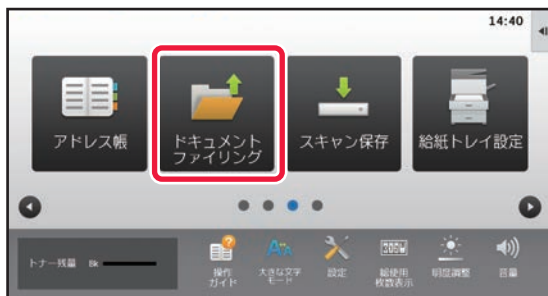 14:40
アドレス帳
ドキュメント
ファイリング
スキャン保存
給紙トレイ設定
トナー残量 Bk
操作
ガイド
大きな文字
モード
設定
総使用
枚数表示
明度調整
音量